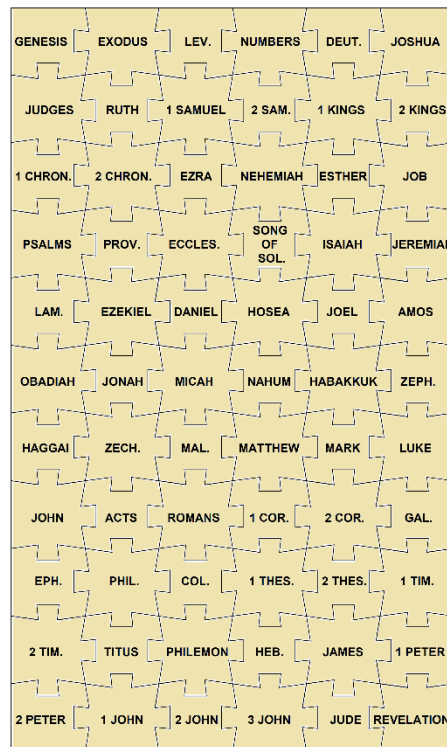 GENESIS EXODUS LEV. NUMBERS DEUT. JOSHUA
JUDGES RUTH 1 SAMUEL 2 SAM. 1 KINGS 2 KINGS
1 CHRON. 2 CHRON. EZRA NEHEMIAH ESTHER JOB
PSALMS PROV. ECCLES. SONG OF SOL. ISAIAH JEREMIAH
LAM. EZEKIEL DANIEL HOSEA JOEL AMOS
OBADIAH JONAH MICAH NAHUM HABAKKUK ZEPH.
HAGGAI ZECH. MAL. MATTHEW MARK LUKE
JOHN ACTS ROMANS 1 COR. 2 COR. GAL.
EPH. PHIL. COL. 1 THES. 2 THES. 1 TIM.
2 TIM. TITUS PHILEMON HEB. JAMES 1 PETER
2 PETER 1 JOHN 2 JOHN 3 JOHN JUDE REVELATION